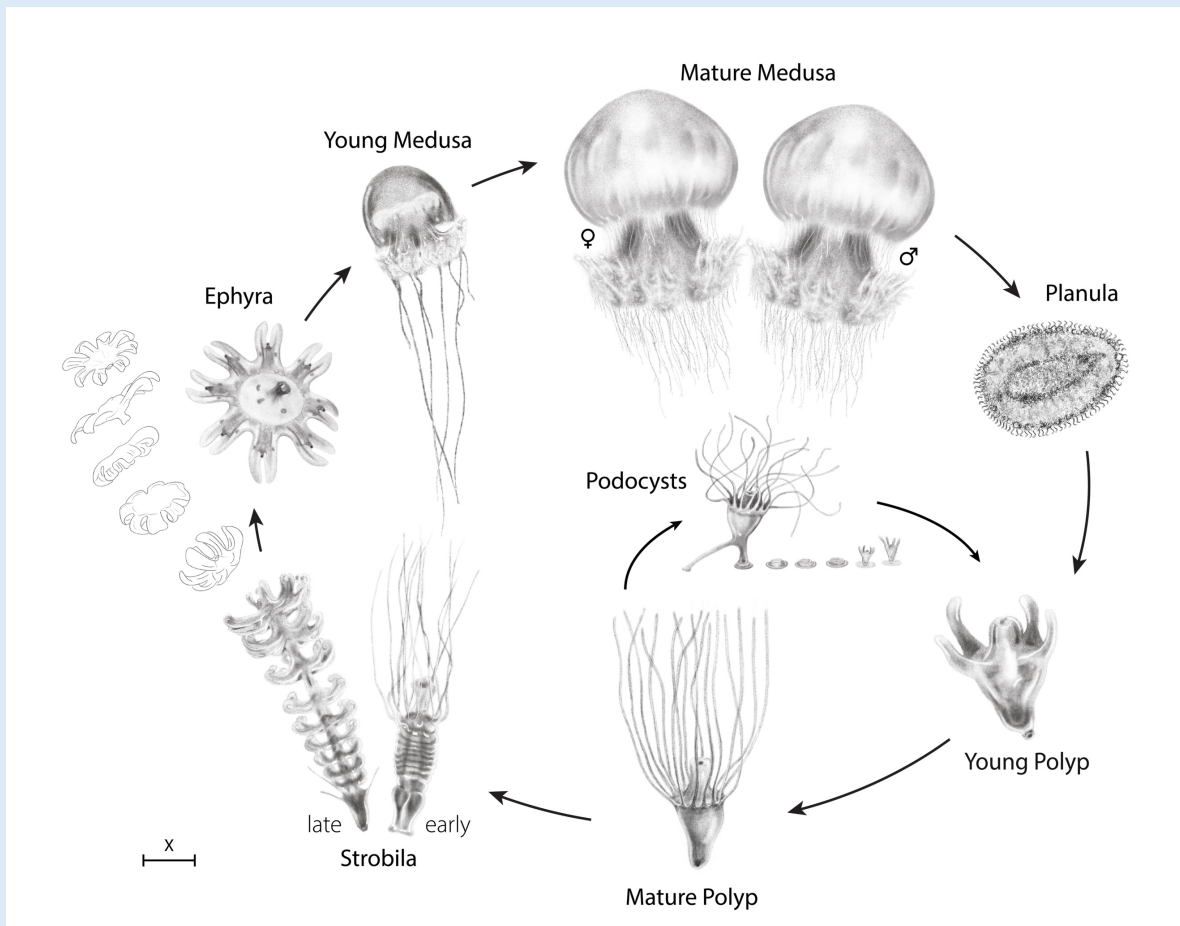 Mature Medusa
Young Medusa
♀
♂
Ephyra
Planula
Podocysts
Young Polyp
late
early
Strobila
x
Mature Polyp